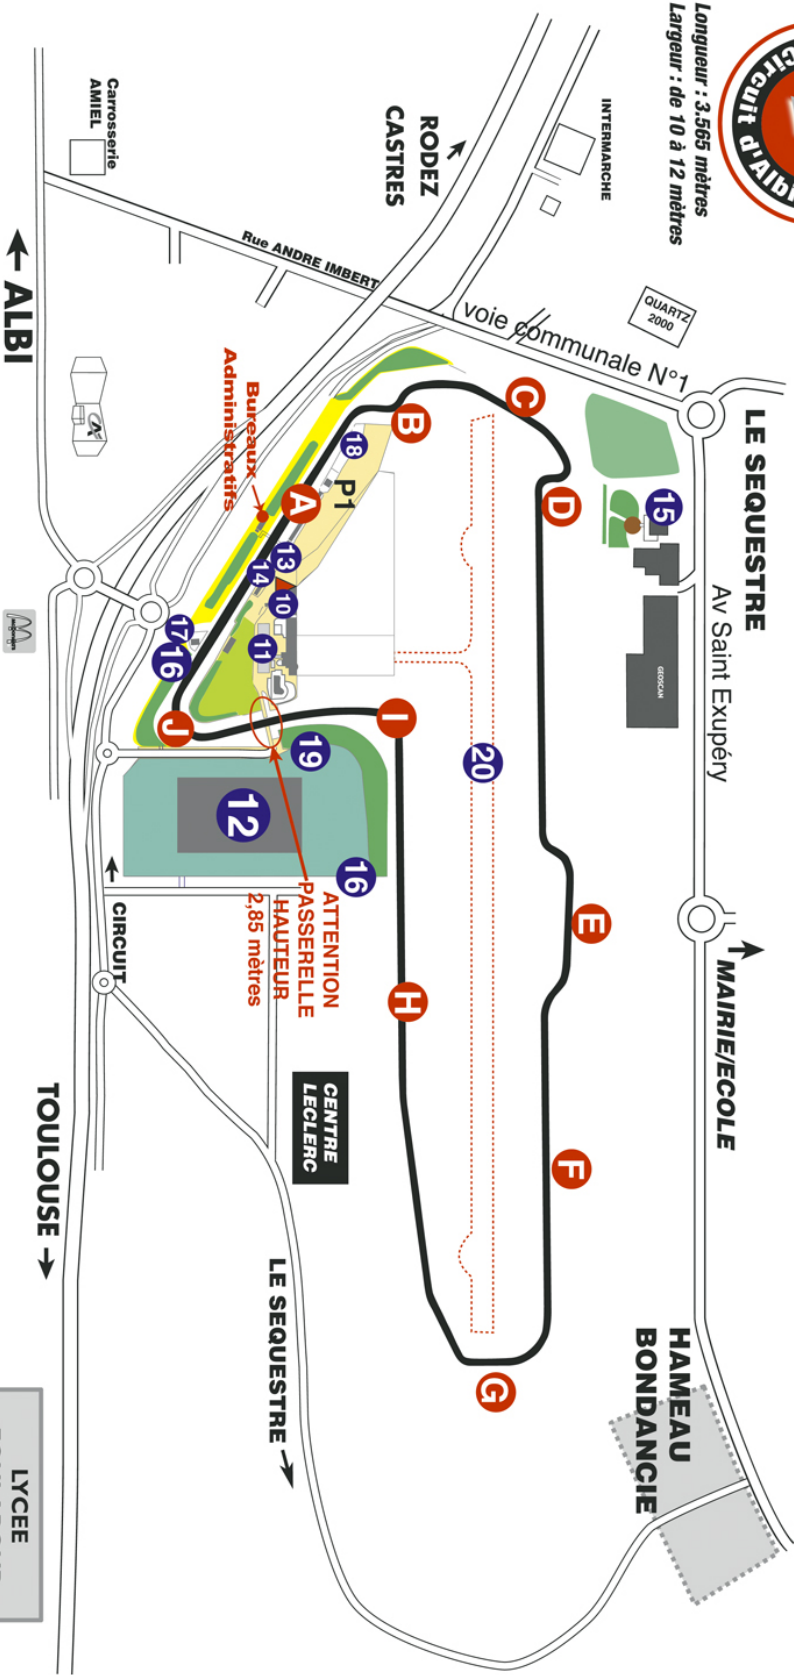 Circuit d'Albi
Longueur : 3.565 mètres
Largeur : de 10 à 12 mètres
INTERMARCHE
RODEZ
CASTRES
Carrosserie
AMIEL
Rue ANDRE IMBERT
voie communale N°1
QUARTZ
2000
ALBI
LE SEQUESTRE
Av Saint Exupéry
Bureaux
Administratifs
P1
GEOSCAN
A
B
C
D
E
F
G
H
I
J
10
11
12
13
14
15
16
16
17
18
19
20
ATTENTION
PASSERELLE
HAUTEUR
2,85 mètres
CIRCUIT
MAIRIE/ECOLE
CENTRE
LECLERC
TOULOUSE
LE SEQUESTRE
HAMEAU
BONDANCIE
LYCEE